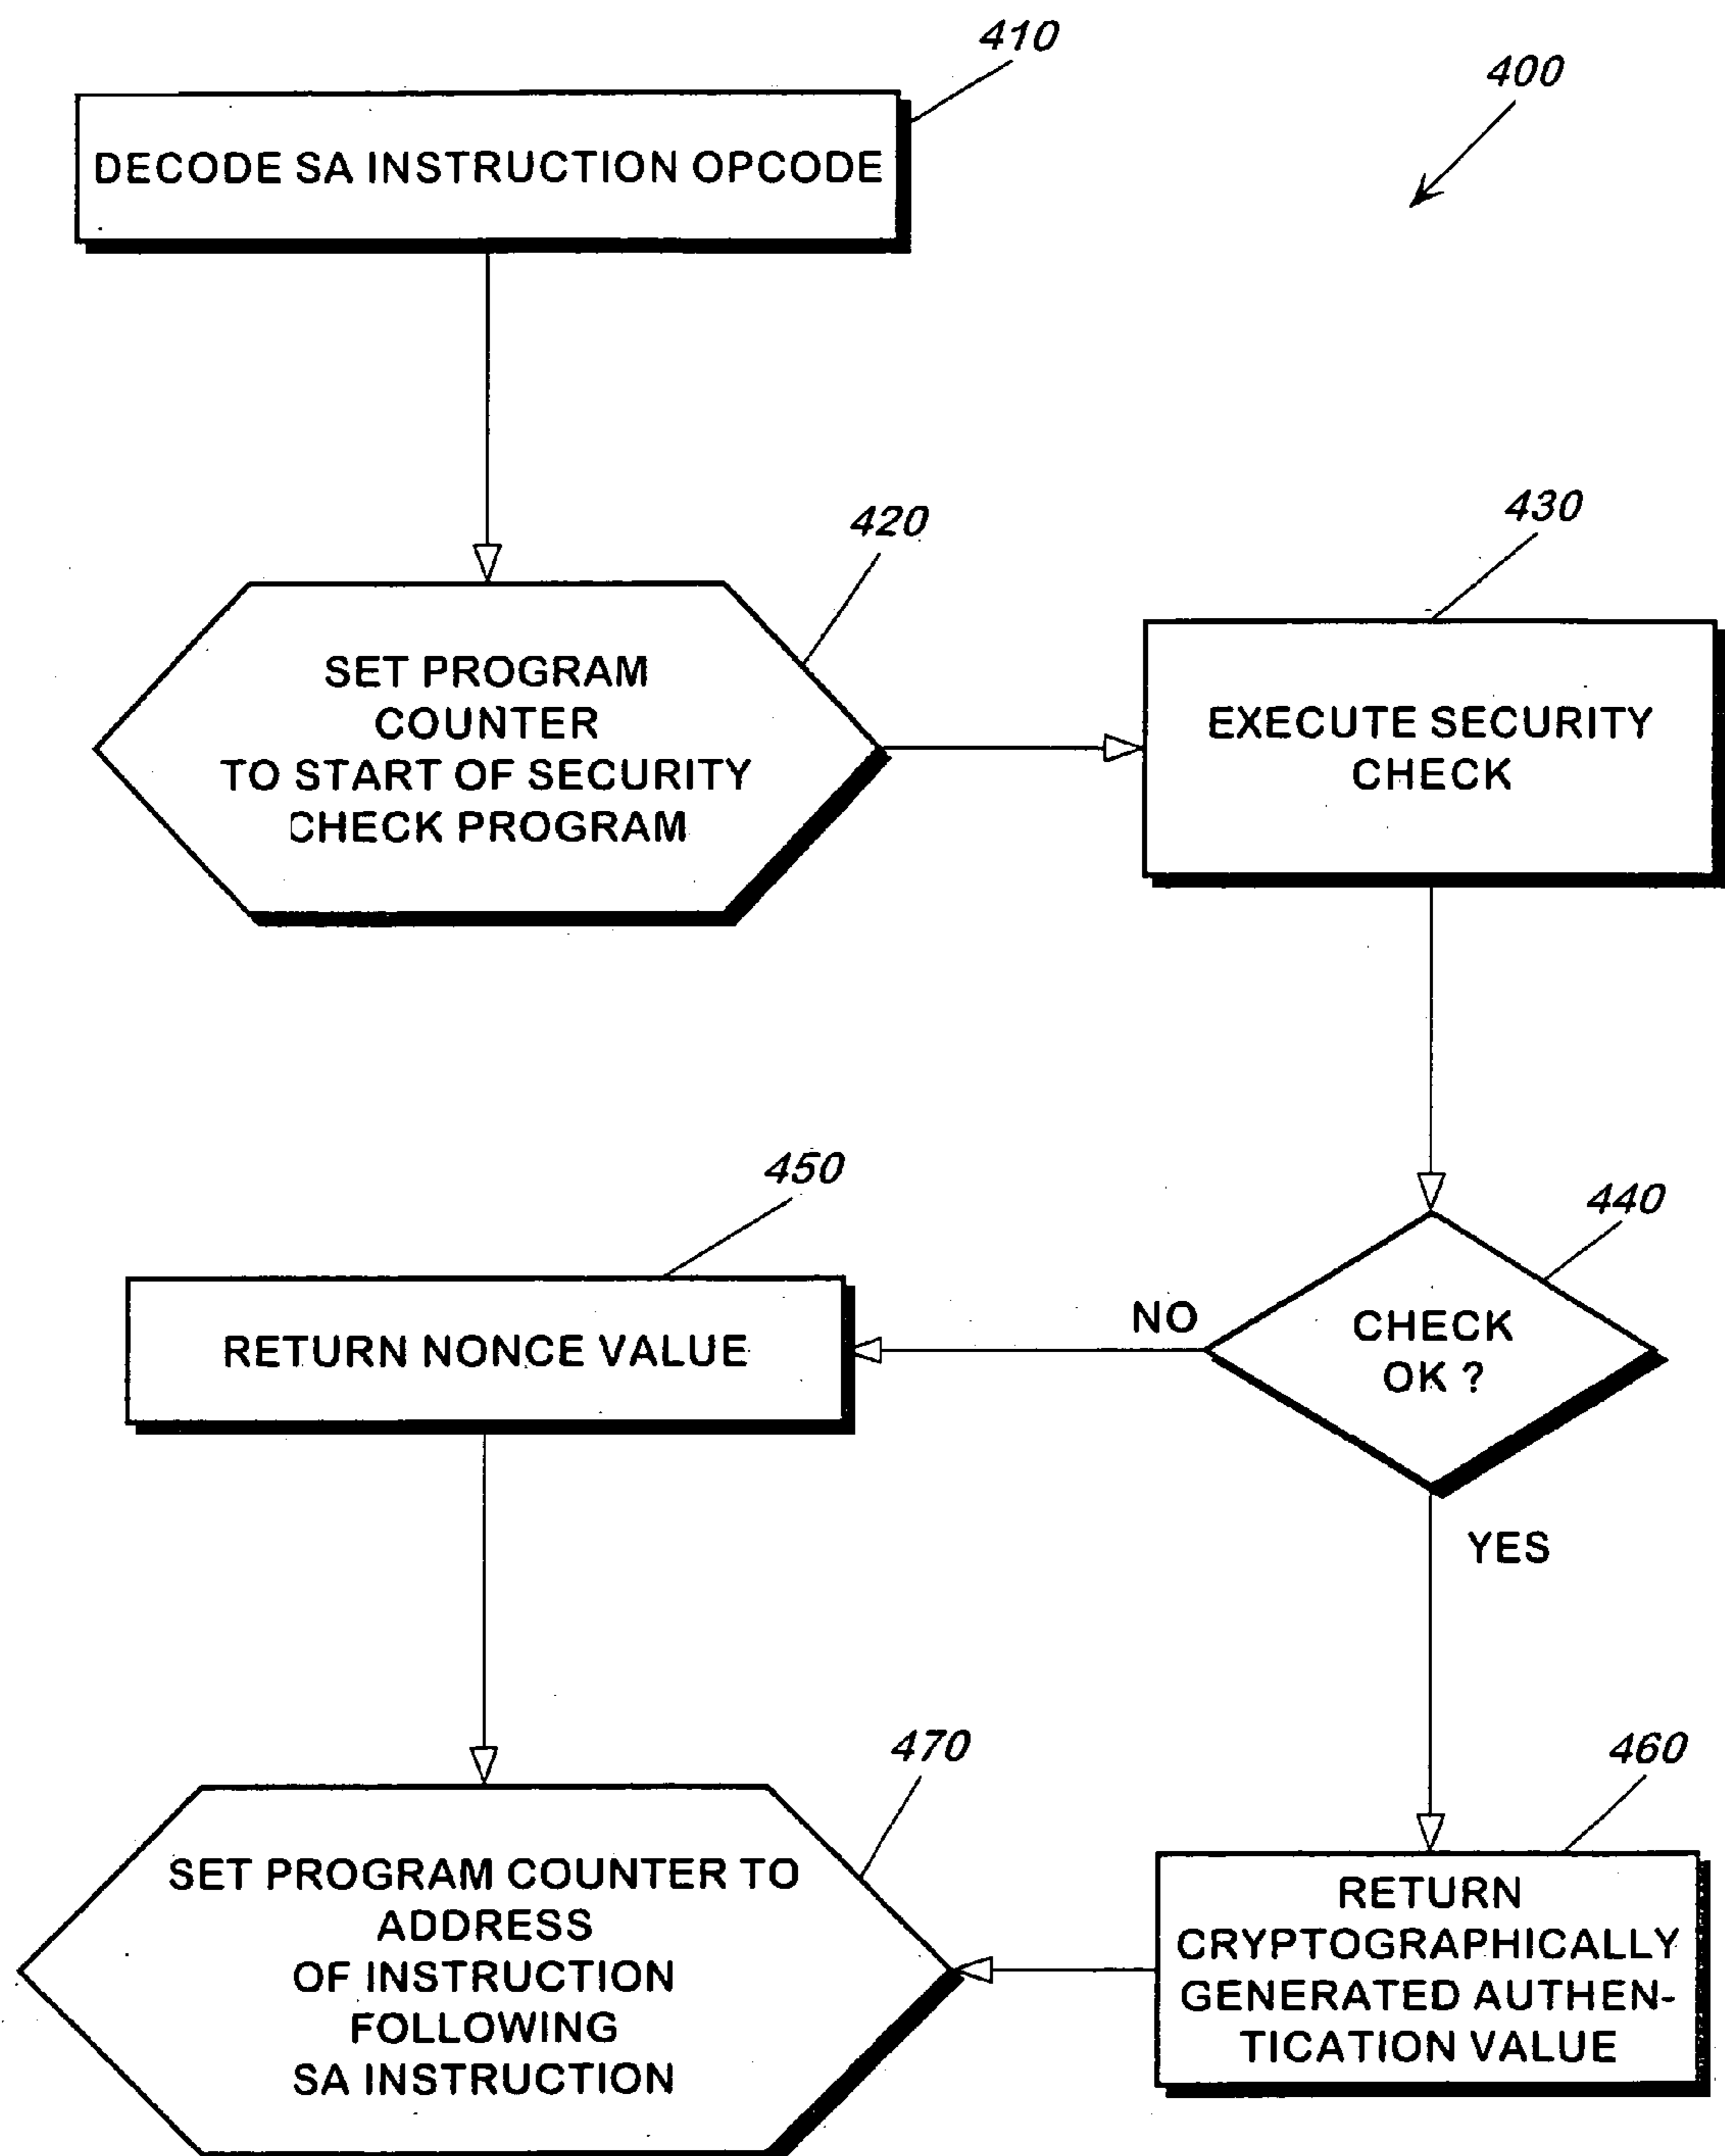 410
400
DECODE SA INSTRUCTION OPCODE
420
430
SET PROGRAM
COUNTER
TO START OF SECURITY
CHECK PROGRAM
EXECUTE SECURITY
CHECK
450
440
RETURN NONCE VALUE
NO
CHECK
OK ?
YES
470
460
SET PROGRAM COUNTER TO
ADDRESS
OF INSTRUCTION
FOLLOWING
SA INSTRUCTION
RETURN
CRYPTOGRAPHICALLY
GENERATED AUTHEN-
TICATION VALUE